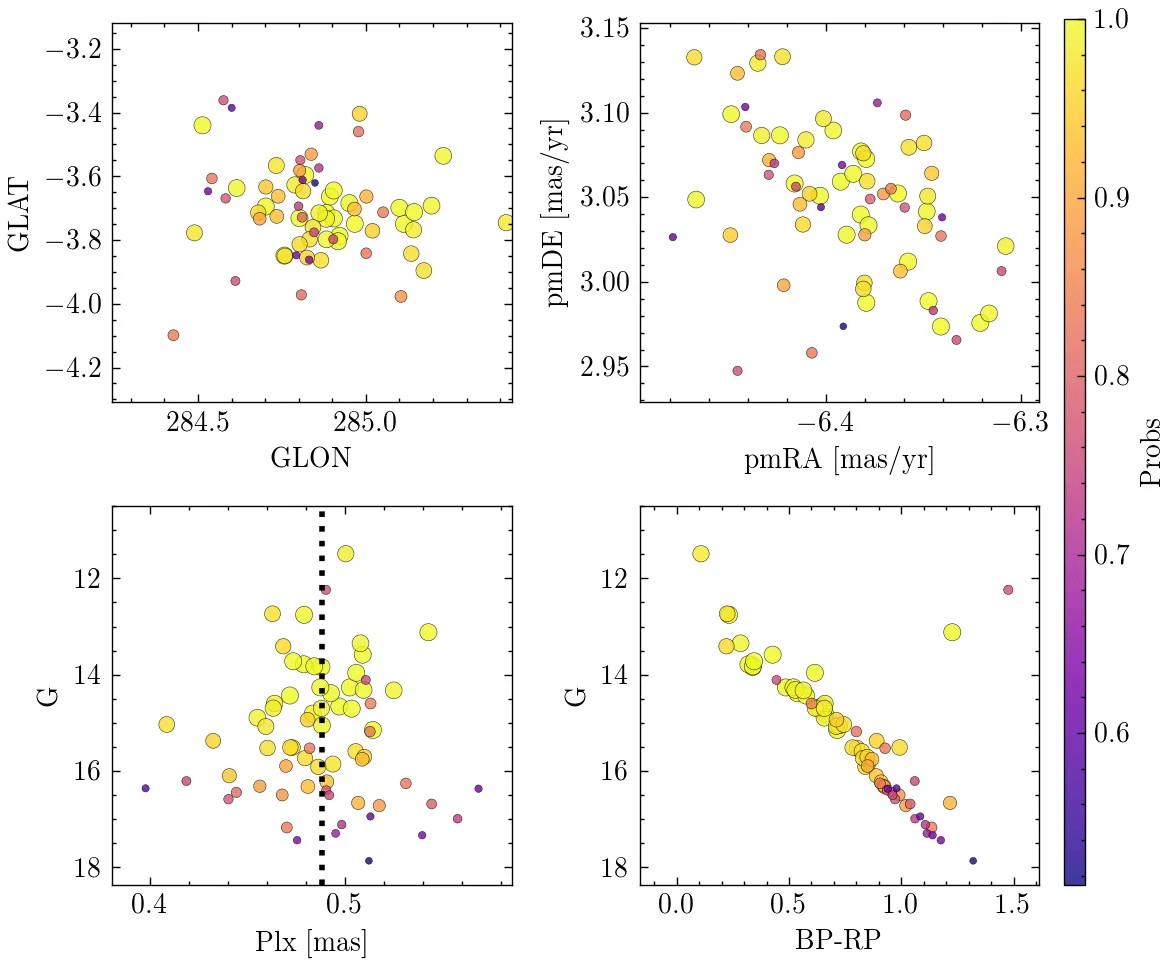 −3.2
−3.4
−3.6
−3.8
−4.0
−4.2
GLAT
284.5 285.0
GLON
3.15
3.10
3.05
3.00
2.95
pmDE [mas/yr]
−6.4 −6.3
pmRA [mas/yr]
12
14
16
18
G
0.4 0.5
Plx [mas]
12
14
16
18
G
0.0 0.5 1.0 1.5
BP-RP
1.0
0.9
0.8
0.7
0.6
Probs